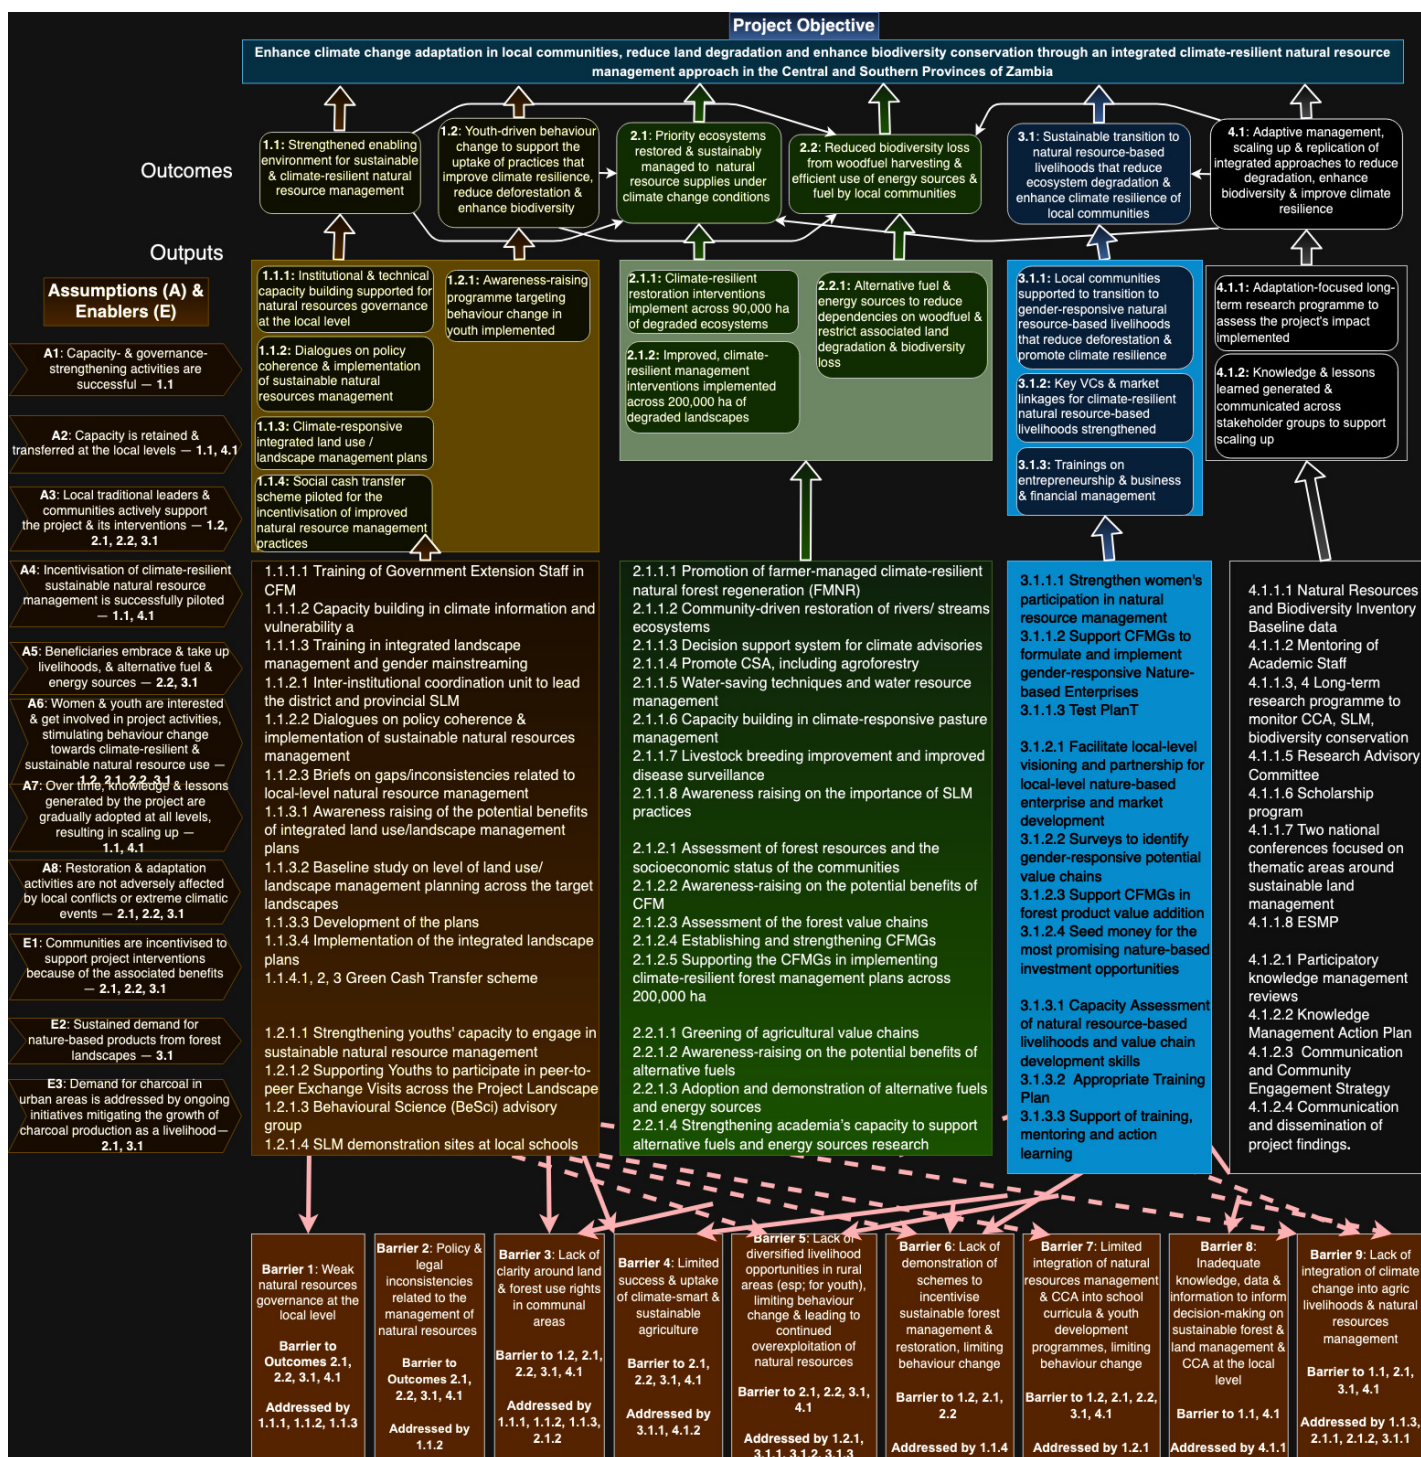 Project Objective
Enhance climate change adaptation in local communities, reduce land degradation and enhance biodiversity conservation through an integrated climate-resilient natural resource
management approach in the Central and Southern Provinces of Zambia
Outcomes
1.1: Strengthened enabling
environment for sustainable
& climate-resilient natural
resource management
1.2: Youth-driven behaviour
change to support the
uptake of practices that
improve climate resilience,
reduce deforestation &
enhance biodiversity
2.1: Priority ecosystems
restored & sustainably
managed to natural
resource supplies under
climate change conditions
2.2: Reduced biodiversity loss
from woodfuel harvesting &
efficient use of energy sources &
fuel by local communities
3.1: Sustainable transition to
natural resource-based
livelihoods that reduce
ecosystem degradation &
enhance climate resilience of
local communities
4.1: Adaptive management,
scaling up & replication of
integrated approaches to reduce
degradation, enhance
biodiversity & improve climate
resilience
Outputs
1.1.1: Institutional & technical
capacity building supported for
natural resources governance
at the local level
1.1.2: Dialogues on policy
coherence & implementation
of sustainable natural
resources management
1.1.3: Climate-responsive
integrated land use /
landscape management plans
1.1.4: Social cash transfer
scheme piloted for the
incentivisation of improved
natural resource management
practices
1.2.1: Awareness-raising
programme targeting
behaviour change in
youth implemented
2.1.1: Climate-resilient
restoration interventions
implement across 90,000 ha
of degraded ecosystems
2.1.2: Improved, climate-
resilient management
interventions implemented
across 200,000 ha of
degraded landscapes
2.2.1: Alternative fuel &
energy sources to reduce
dependencies on woodfuel &
restrict associated land
degradation & biodiversity
loss
3.1.1: Local communities
supported to transition to
gender-responsive natural
resource-based livelihoods
that reduce deforestation &
promote climate resilience
3.1.2: Key VCs & market
linkages for climate-resilient
natural resource-based
livelihoods strengthened
3.1.3: Trainings on
entrepreneurship & business
& financial management
4.1.1: Adaptation-focused long-
term research programme to
assess the project's impact
implemented
4.1.2: Knowledge & lessons
learned generated &
communicated across
stakeholder groups to support
scaling up
Assumptions (A) &
Enablers (E)
A1: Capacity- & governance-
strengthening activities are
successful — 1.1
A2: Capacity is retained &
transferred at the local levels — 1.1, 4.1
A3: Local traditional leaders &
communities actively support
the project & its interventions — 1.2,
2.1, 2.2, 3.1
A4: Incentivisation of climate-resilient
sustainable natural resource
management is successfully piloted
— 1.1, 4.1
A5: Beneficiaries embrace & take up
livelihoods, & alternative fuel &
energy sources — 2.2, 3.1
A6: Women & youth are interested
& get involved in project activities,
stimulating behaviour change
towards climate-resilient &
sustainable natural resource use —
1.2, 2.1, 2.2, 3.1
A7: Over time, knowledge & lessons
generated by the project are
gradually adopted at all levels,
resulting in scaling up —
1.1, 4.1
A8: Restoration & adaptation
activities are not adversely affected
by local conflicts or extreme climatic
events — 2.1, 2.2, 3.1
E1: Communities are incentivised to
support project interventions
because of the associated benefits
— 2.1, 2.2, 3.1
E2: Sustained demand for
nature-based products from forest
landscapes — 3.1
E3: Demand for charcoal in
urban areas is addressed by ongoing
initiatives mitigating the growth of
charcoal production as a livelihood—
2.1, 3.1
1.1.1.1 Training of Government Extension Staff in
CFM
1.1.1.2 Capacity building in climate information and
vulnerability a
1.1.1.3 Training in integrated landscape
management and gender mainstreaming
1.1.2.1 Inter-institutional coordination unit to lead
the district and provincial SLM
1.1.2.2 Dialogues on policy coherence &
implementation of sustainable natural resources
management
1.1.2.3 Briefs on gaps/inconsistencies related to
local-level natural resource management
1.1.3.1 Awareness raising of the potential benefits
of integrated land use/landscape management
plans
1.1.3.2 Baseline study on level of land use/
landscape management planning across the target
landscapes
1.1.3.3 Development of the plans
1.1.3.4 Implementation of the integrated landscape
plans
1.1.4.1, 2, 3 Green Cash Transfer scheme
1.2.1.1 Strengthening youths' capacity to engage in
sustainable natural resource management
1.2.1.2 Supporting Youths to participate in peer-to-
peer Exchange Visits across the Project Landscape
1.2.1.3 Behavioural Science (BeSci) advisory
group
1.2.1.4 SLM demonstration sites at local schools
2.1.1.1 Promotion of farmer-managed climate-resilient
natural forest regeneration (FMNR)
2.1.1.2 Community-driven restoration of rivers/ streams
ecosystems
2.1.1.3 Decision support system for climate advisories
2.1.1.4 Promote CSA, including agroforestry
2.1.1.5 Water-saving techniques and water resource
management
2.1.1.6 Capacity building in climate-responsive pasture
management
2.1.1.7 Livestock breeding improvement and improved
disease surveillance
2.1.1.8 Awareness raising on the importance of SLM
practices
2.1.2.1 Assessment of forest resources and the
socioeconomic status of the communities
2.1.2.2 Awareness-raising on the potential benefits of
CFM
2.1.2.3 Assessment of the forest value chains
2.1.2.4 Establishing and strengthening CFMGs
2.1.2.5 Supporting the CFMGs in implementing
climate-resilient forest management plans across
200,000 ha
2.2.1.1 Greening of agricultural value chains
2.2.1.2 Awareness-raising on the potential benefits of
alternative fuels
2.2.1.3 Adoption and demonstration of alternative fuels
and energy sources
2.2.1.4 Strengthening academia's capacity to support
alternative fuels and energy sources research
3.1.1.1 Strengthen women's
participation in natural
resource management
3.1.1.2 Support CFMGs to
formulate and implement
gender-responsive Nature-
based Enterprises
3.1.1.3 Test PlanT
3.1.2.1 Facilitate local-level
visioning and partnership for
local-level nature-based
enterprise and market
development
3.1.2.2 Surveys to identify
gender-responsive potential
value chains
3.1.2.3 Support CFMGs in
forest product value addition
3.1.2.4 Seed money for the
most promising nature-based
investment opportunities
3.1.3.1 Capacity Assessment
of natural resource-based
livelihoods and value chain
development skills
3.1.3.2 Appropriate Training
Plan
3.1.3.3 Support of training,
mentoring and action
learning
4.1.1.1 Natural Resources
and Biodiversity Inventory
Baseline data
4.1.1.2 Mentoring of
Academic Staff
4.1.1.3, 4 Long-term
research programme to
monitor CCA, SLM,
biodiversity conservation
4.1.1.5 Research Advisory
Committee
4.1.1.6 Scholarship
program
4.1.1.7 Two national
conferences focused on
thematic areas around
sustainable land
management
4.1.1.8 ESMP
4.1.2.1 Participatory
knowledge management
reviews
4.1.2.2 Knowledge
Management Action Plan
4.1.2.3 Communication
and Community
Engagement Strategy
4.1.2.4 Communication
and dissemination of
project findings.
Barrier 1: Weak
natural resources
governance at the
local level
Barrier to
Outcomes 2.1,
2.2, 3.1, 4.1
Addressed by
1.1.1, 1.1.2, 1.1.3
Barrier 2: Policy &
legal
inconsistencies
related to the
management of
natural resources
Barrier to
Outcomes 2.1,
2.2, 3.1, 4.1
Addressed by
1.1.2
Barrier 3: Lack of
clarity around land
& forest use rights
in communal
areas
Barrier to 1.2, 2.1,
2.2, 3.1, 4.1
Addressed by
1.1.1, 1.1.2, 1.1.3,
2.1.2
Barrier 4: Limited
success & uptake
of climate-smart &
sustainable
agriculture
Barrier to 2.1,
2.2, 3.1, 4.1
Addressed by
3.1.1, 4.1.2
Barrier 5: Lack of
diversified livelihood
opportunities in rural
areas (esp; for youth),
limiting behaviour
change & leading to
continued
overexploitation of
natural resources
Barrier to 2.1, 2.2, 3.1,
4.1
Addressed by 1.2.1,
3.1.1, 3.1.2, 3.1.3
Barrier 6: Lack of
demonstration of
schemes to
incentivise
sustainable forest
management &
restoration, limiting
behaviour change
Barrier to 1.2, 2.1,
2.2
Addressed by 1.1.4
Barrier 7: Limited
integration of natural
resources management
& CCA into school
curricula & youth
development
programmes, limiting
behaviour change
Barrier to 1.2, 2.1, 2.2,
3.1, 4.1
Addressed by 1.2.1
Barrier 8:
Inadequate
knowledge, data &
information to inform
decision-making on
sustainable forest &
land management &
CCA at the local
level
Barrier to 1.1, 4.1
Addressed by 4.1.1
Barrier 9: Lack of
integration of climate
change into agric
livelihoods & natural
resources
management
Barrier to 1.1, 2.1,
3.1, 4.1
Addressed by 1.1.3,
2.1.1, 2.1.2, 3.1.1